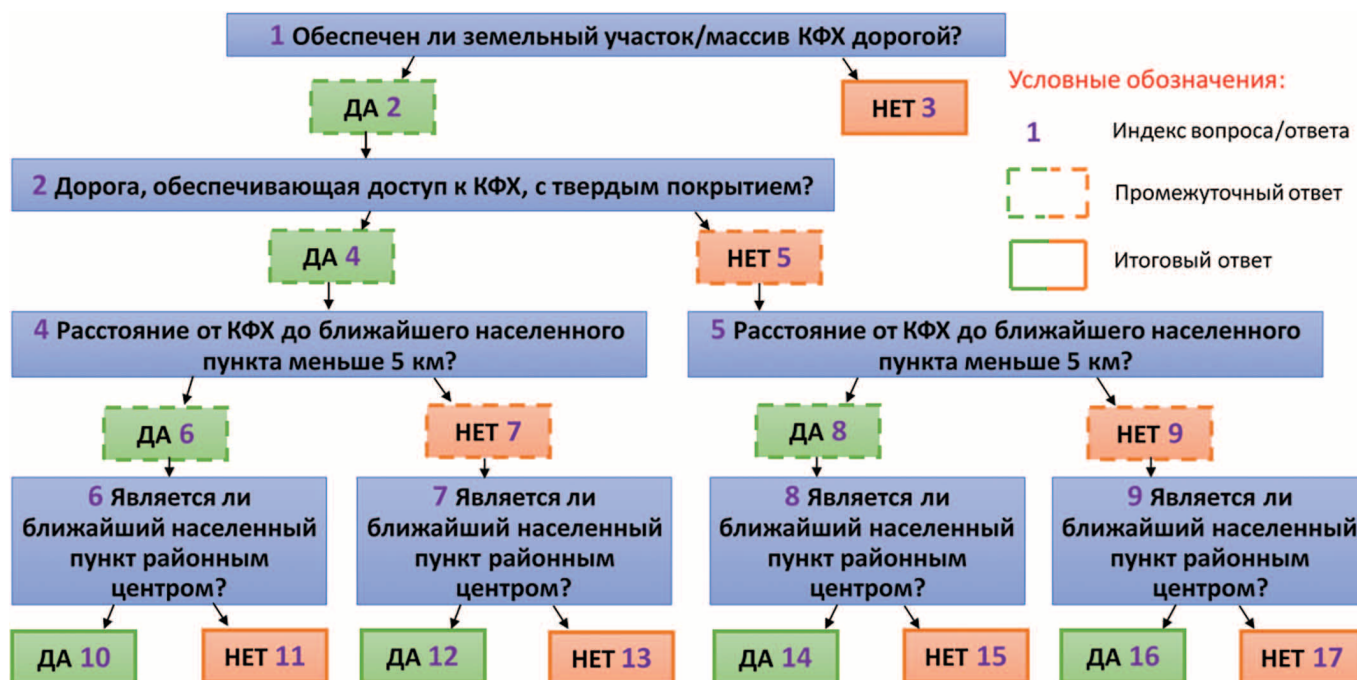 1 Обеспечен ли земельный участок/массив КФХ дорогой?
ДА 2
НЕТ 3
Условные обозначения:
1 Индекс вопроса/ответа
Промежуточный ответ
Итоговый ответ
2 Дорога, обеспечивающая доступ к КФХ, с твердым покрытием?
ДА 4
НЕТ 5
4 Расстояние от КФХ до ближайшего населенного
пункта меньше 5 км?
5 Расстояние от КФХ до ближайшего населенного
пункта меньше 5 км?
ДА 6
НЕТ 7
ДА 8
НЕТ 9
6 Является ли
ближайший населенный
пункт районным
центром?
7 Является ли
ближайший населенный
пункт районным
центром?
8 Является ли
ближайший населенный
пункт районным
центром?
9 Является ли
ближайший населенный
пункт районным
центром?
ДА 10
НЕТ 11
ДА 12
НЕТ 13
ДА 14
НЕТ 15
ДА 16
НЕТ 17